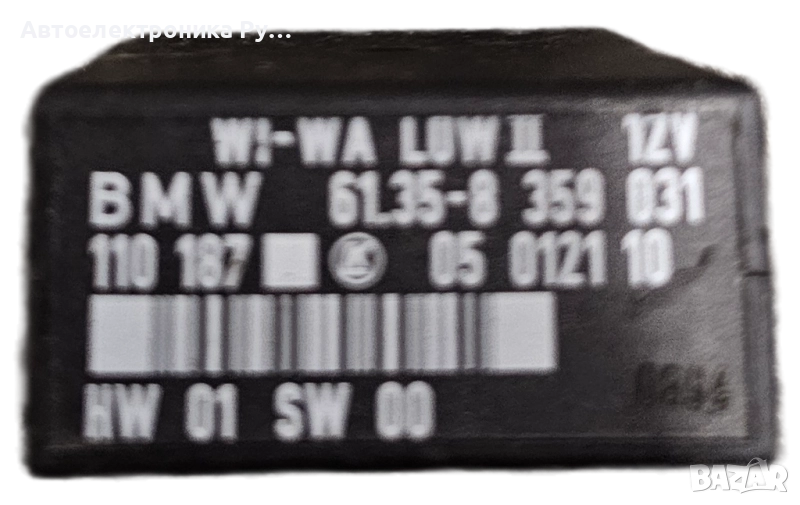 Автоелектроника Ру...
WI-WA LOW II 12V
BMW 61.35-8 359 031
110 187 LK 05 0121 10
HW 01 SW 00
BAZAR